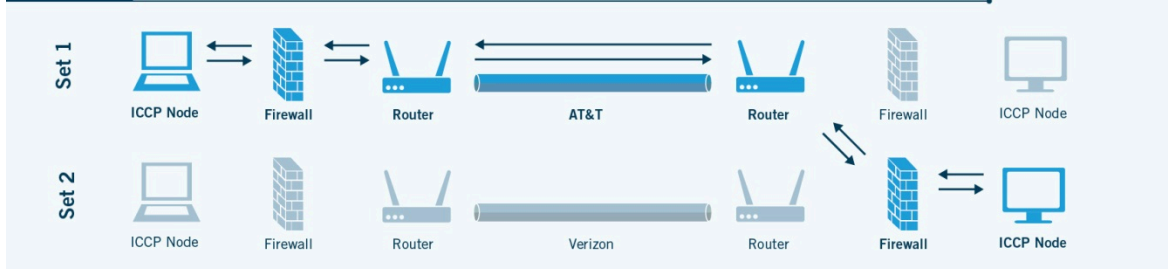 Set 1
ICCP Node
Firewall
Router
AT&T
Router
Firewall
ICCP Node
Set 2
ICCP Node
Firewall
Router
Verizon
Router
Firewall
ICCP Node